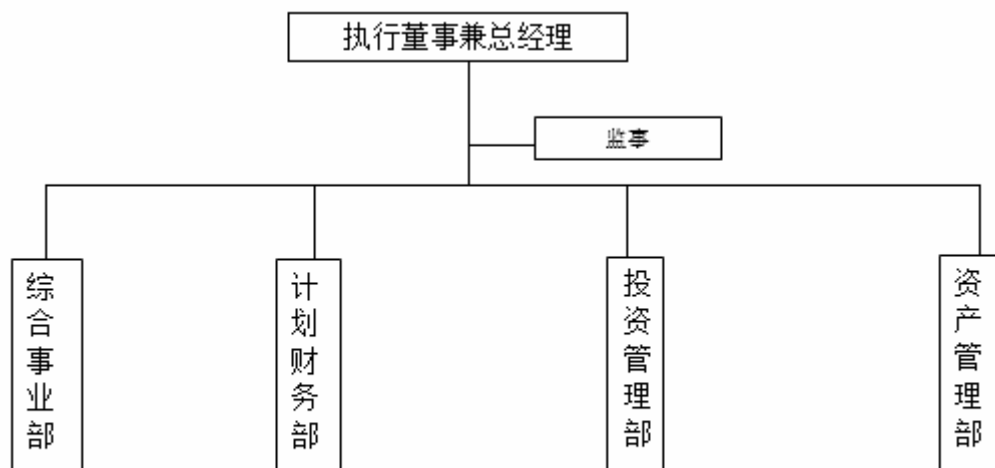 执行董事兼总经理
监事
综合事业部
计划财务部
投资管理部
资产管理部